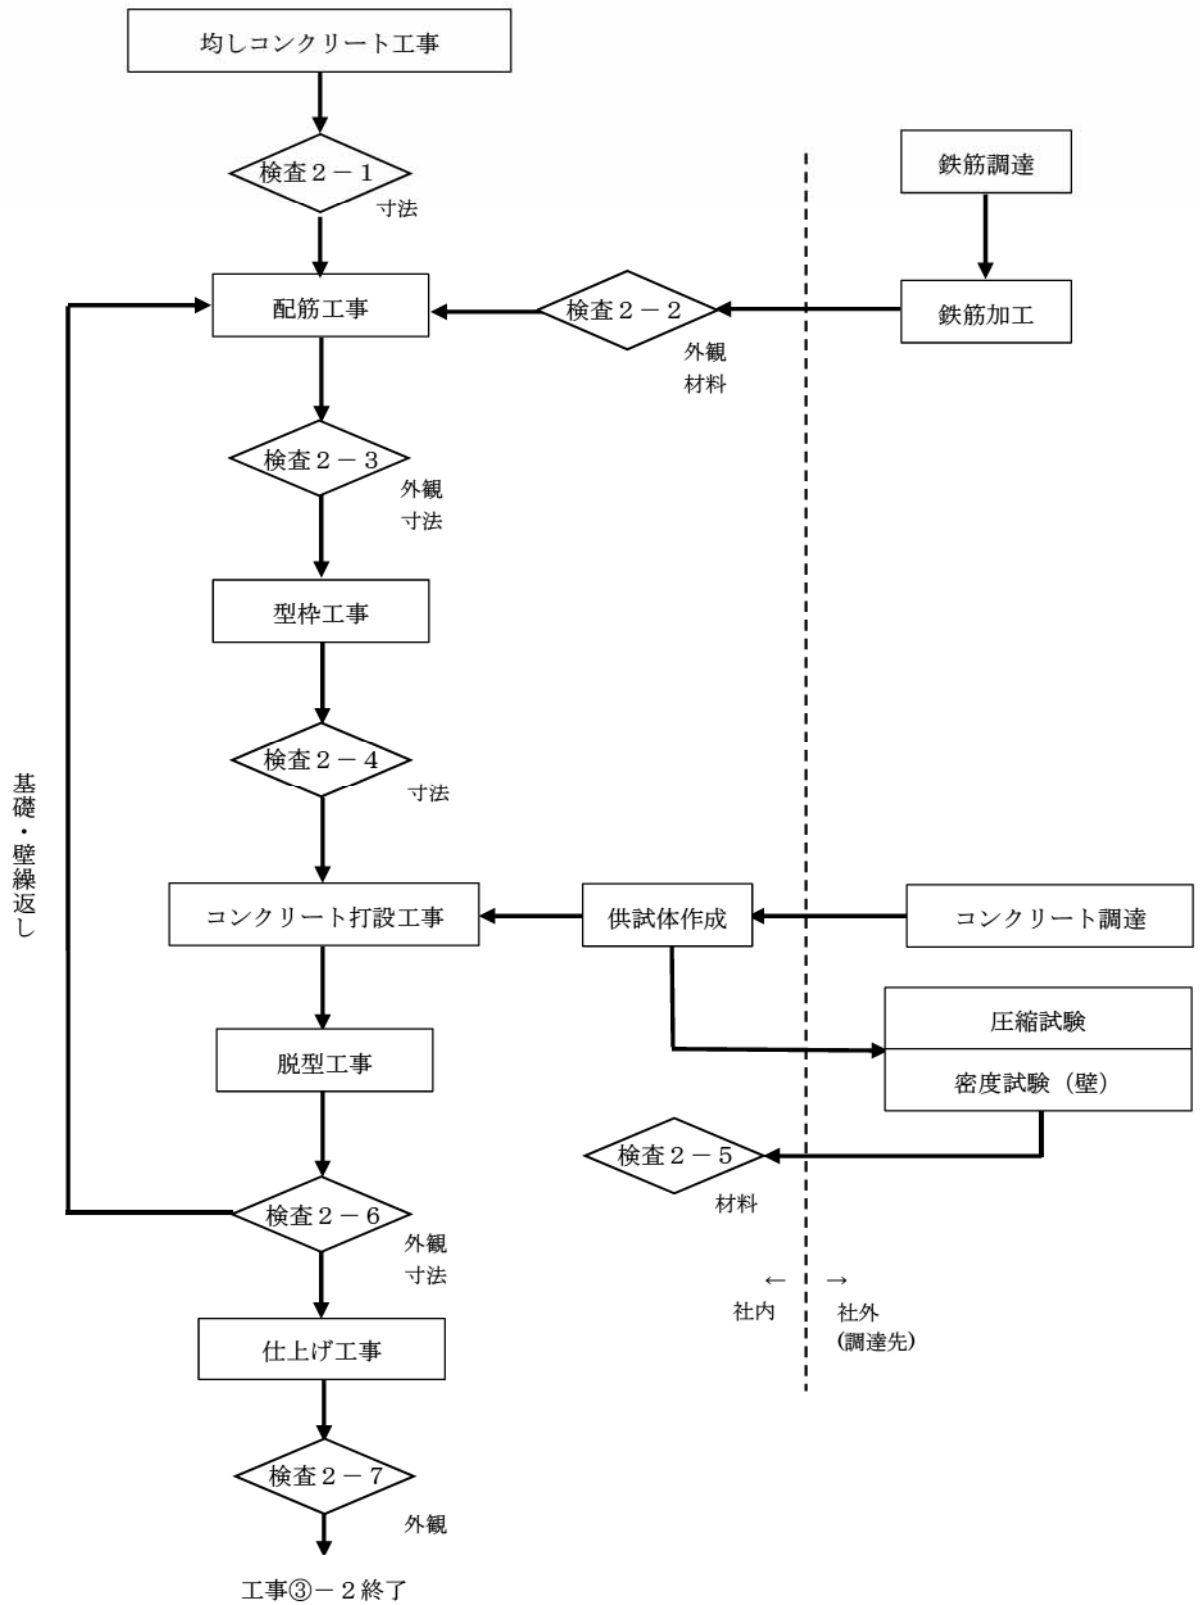 均しコンクリート工事
検査2-1
寸法
鉄筋調達
配筋工事
検査2-2
外観
材料
鉄筋加工
検査2-3
外観
寸法
型枠工事
検査2-4
寸法
基礎・壁繰返し
コンクリート打設工事
供試体作成
コンクリート調達
圧縮試験
密度試験（壁）
脱型工事
検査2-5
材料
検査2-6
外観
寸法
← →
社内 社外
(調達先)
仕上げ工事
検査2-7
外観
工事③-2終了